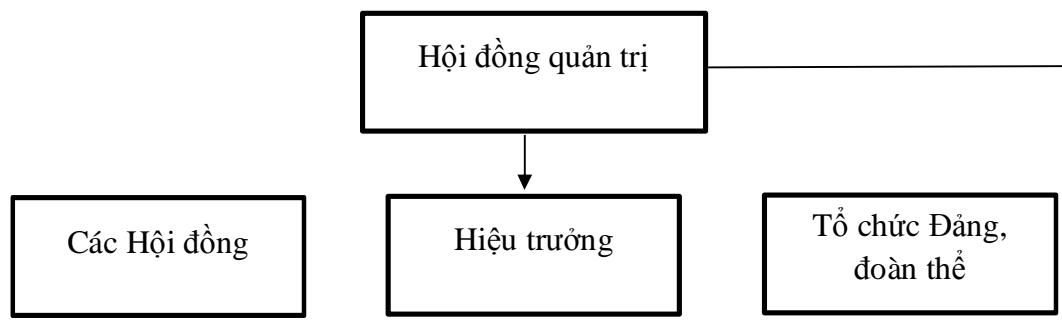 Hội đồng quản trị
Các Hội đồng
Hiệu trưởng
Tổ chức Đảng,
đoàn thể